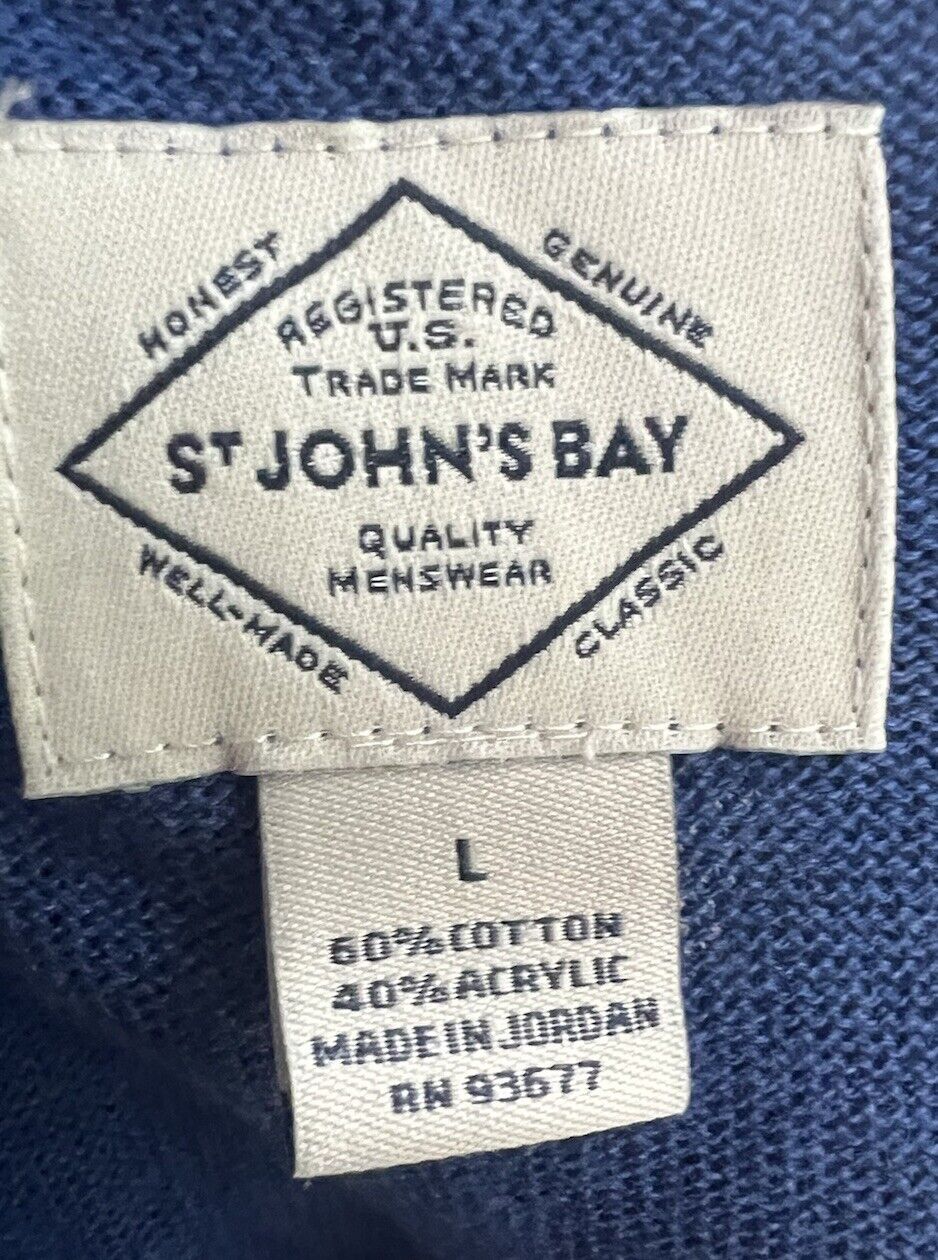 HONEST
GENUINE
REGISTERED
U.S.
TRADE MARK
ST JOHN'S BAY
QUALITY
MENSWEAR
WELL-MADE
CLASSIC
L
60% COTTON
40% ACRYLIC
MADE IN JORDAN
RN 93677